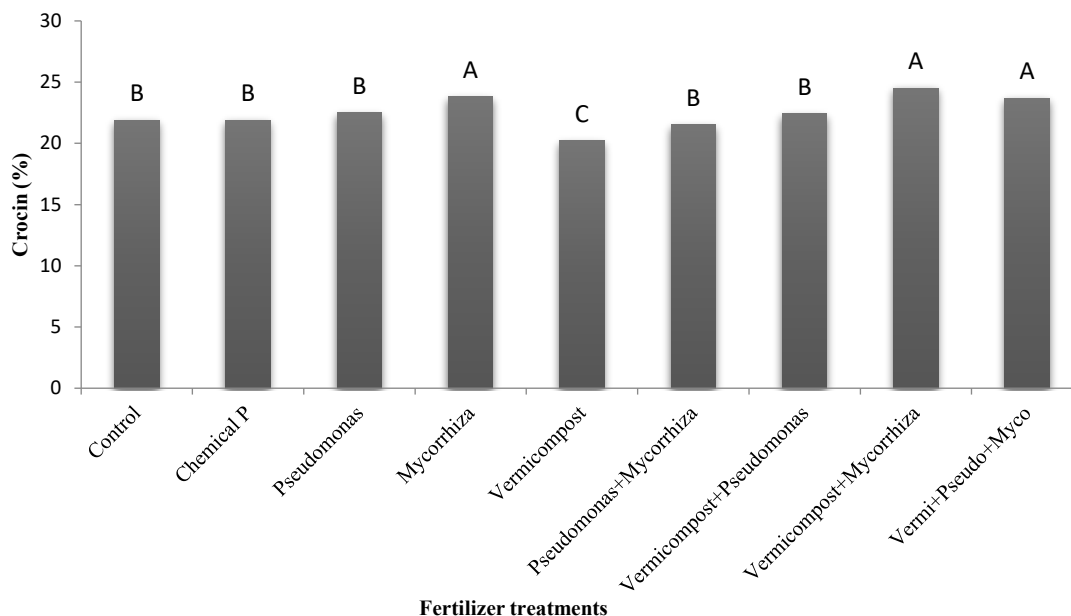 30
25
20
15
10
5
0
Crocin (%)
B
B
B
A
C
B
B
A
A
Control
Chemical P
Pseudomonas
Mycorrhiza
Vermicompost
Pseudomonas+Mycorrhiza
Vermicompost+Pseudomonas
Vermicompost+Mycorrhiza
Vermi+Pseudo+Myco
Fertilizer treatments